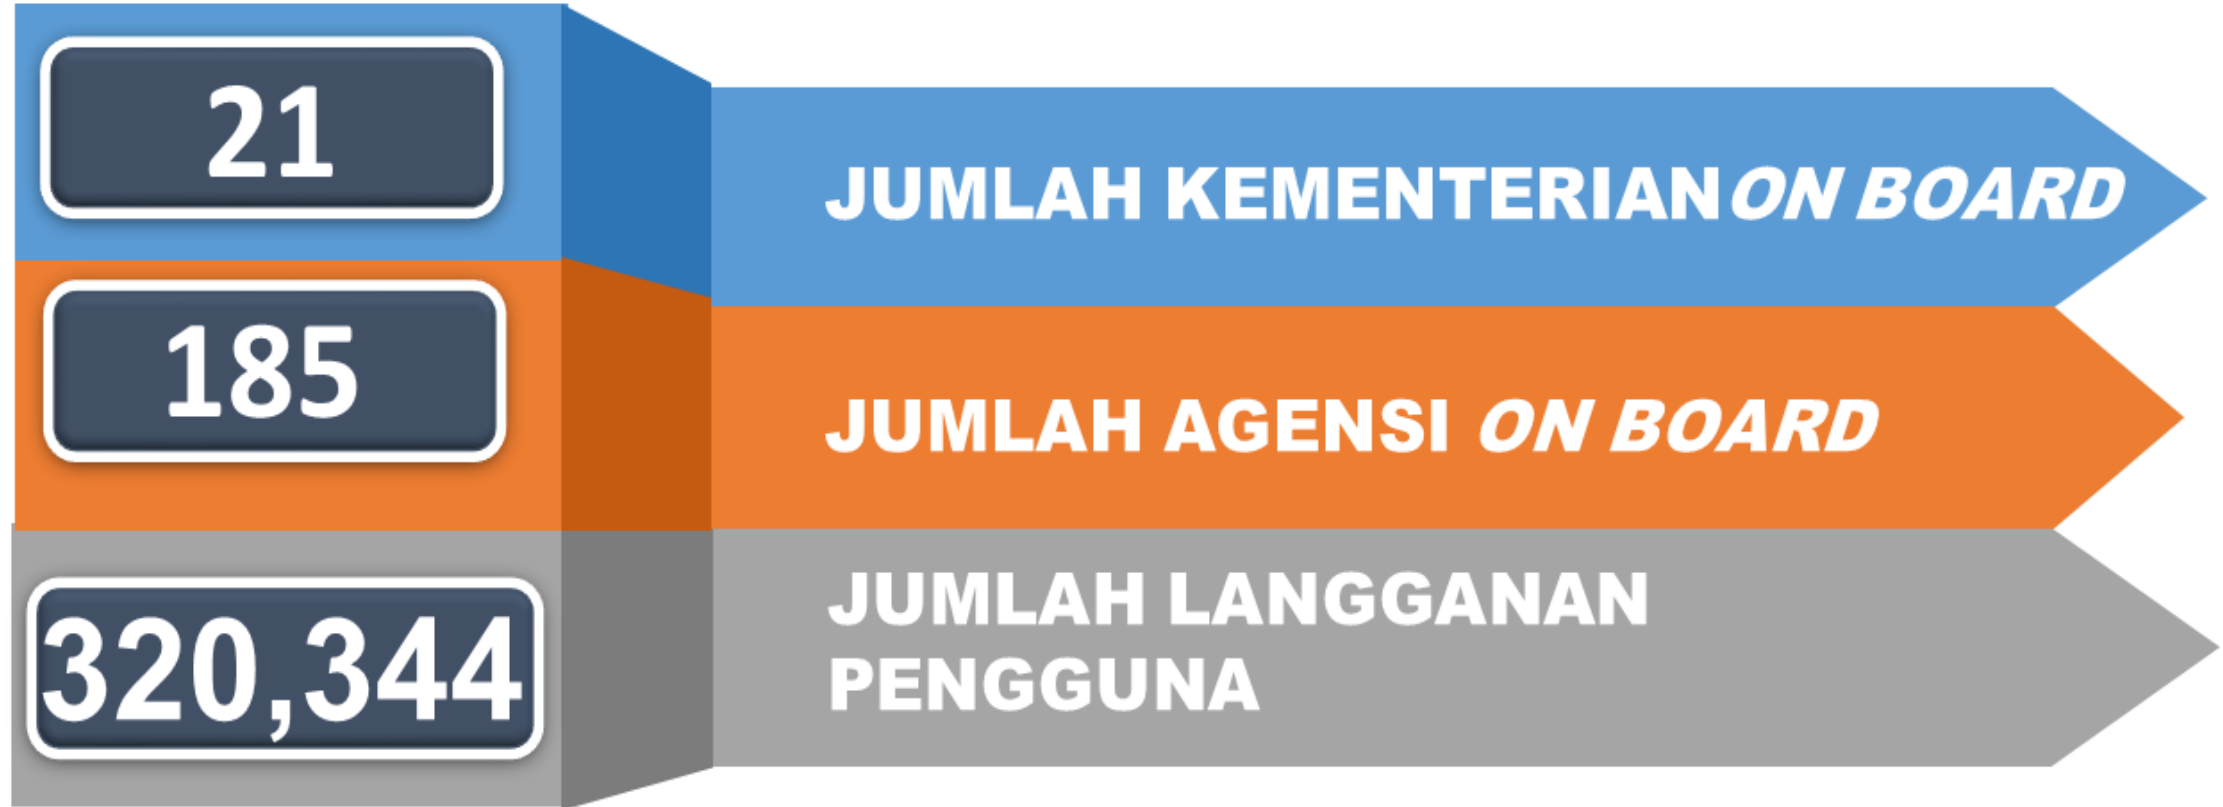 21
JUMLAH KEMENTERIAN ON BOARD
185
JUMLAH AGENSI ON BOARD
320,344
JUMLAH LANGGANAN
PENGGUNA